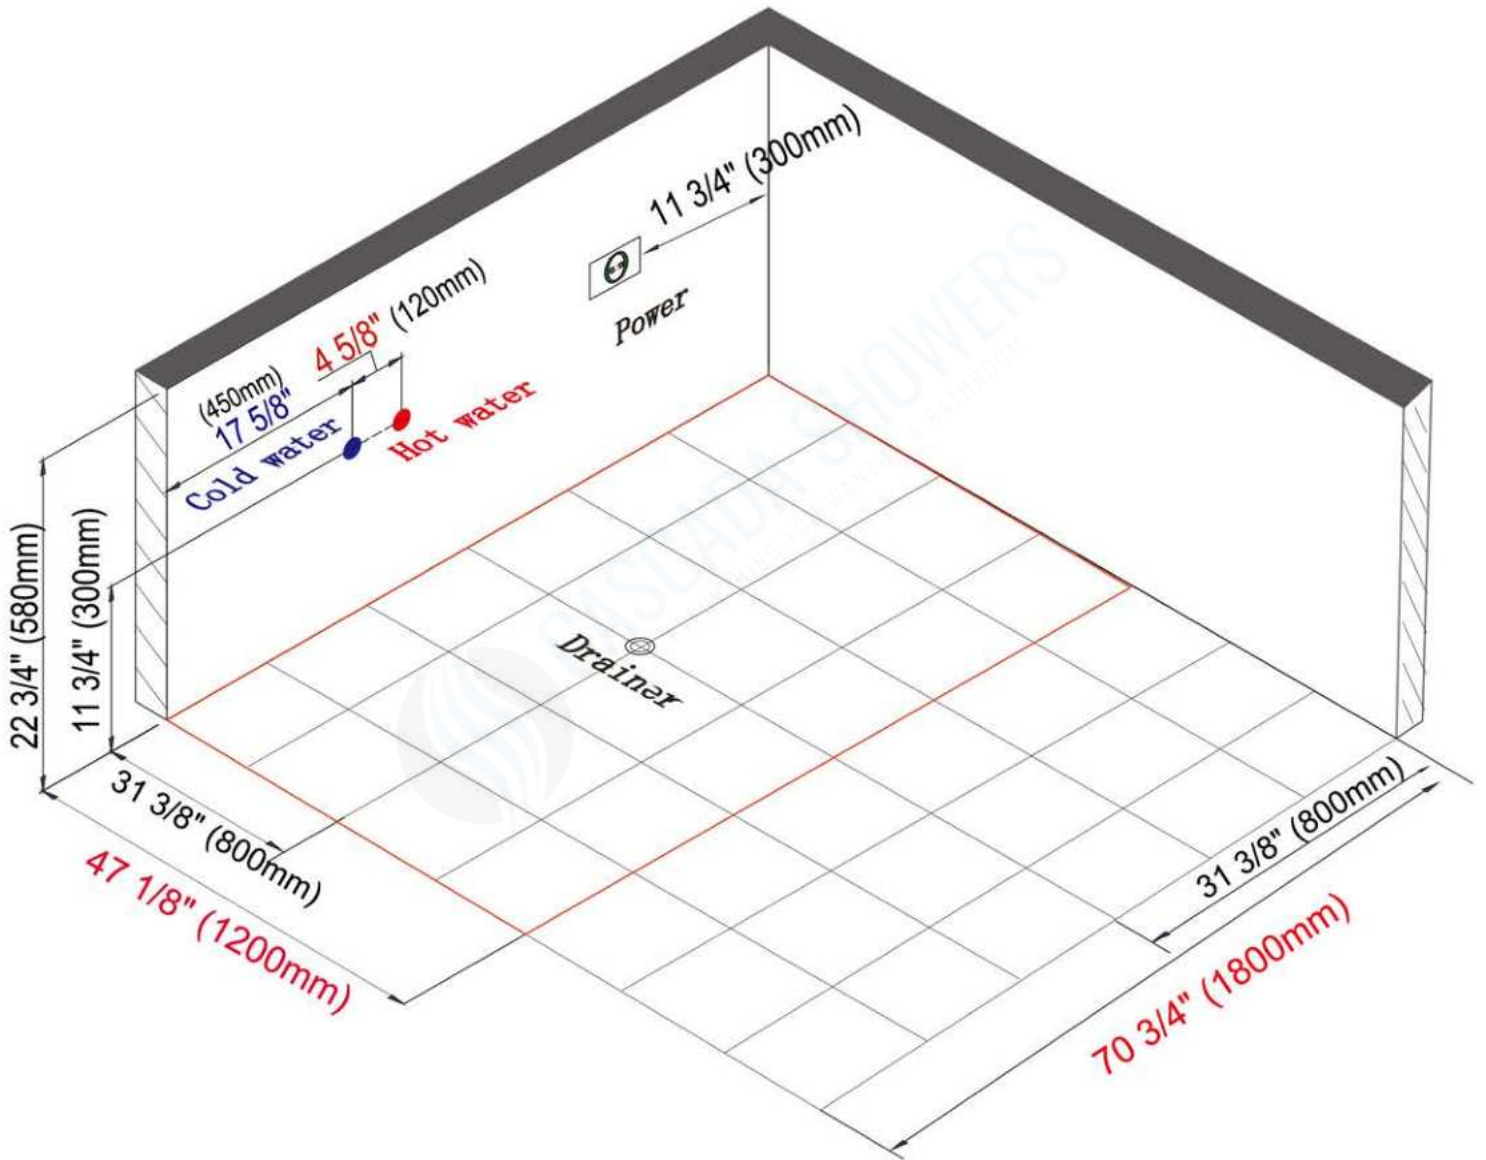 11 3/4" (300mm)
Power
4 5/8" (120mm)
(450mm)
17 5/8"
Cold water
Hot water
22 3/4" (580mm)
11 3/4" (300mm)
Drainer
31 3/8" (800mm)
47 1/8" (1200mm)
31 3/8" (800mm)
70 3/4" (1800mm)
CASCADA SHOWERS